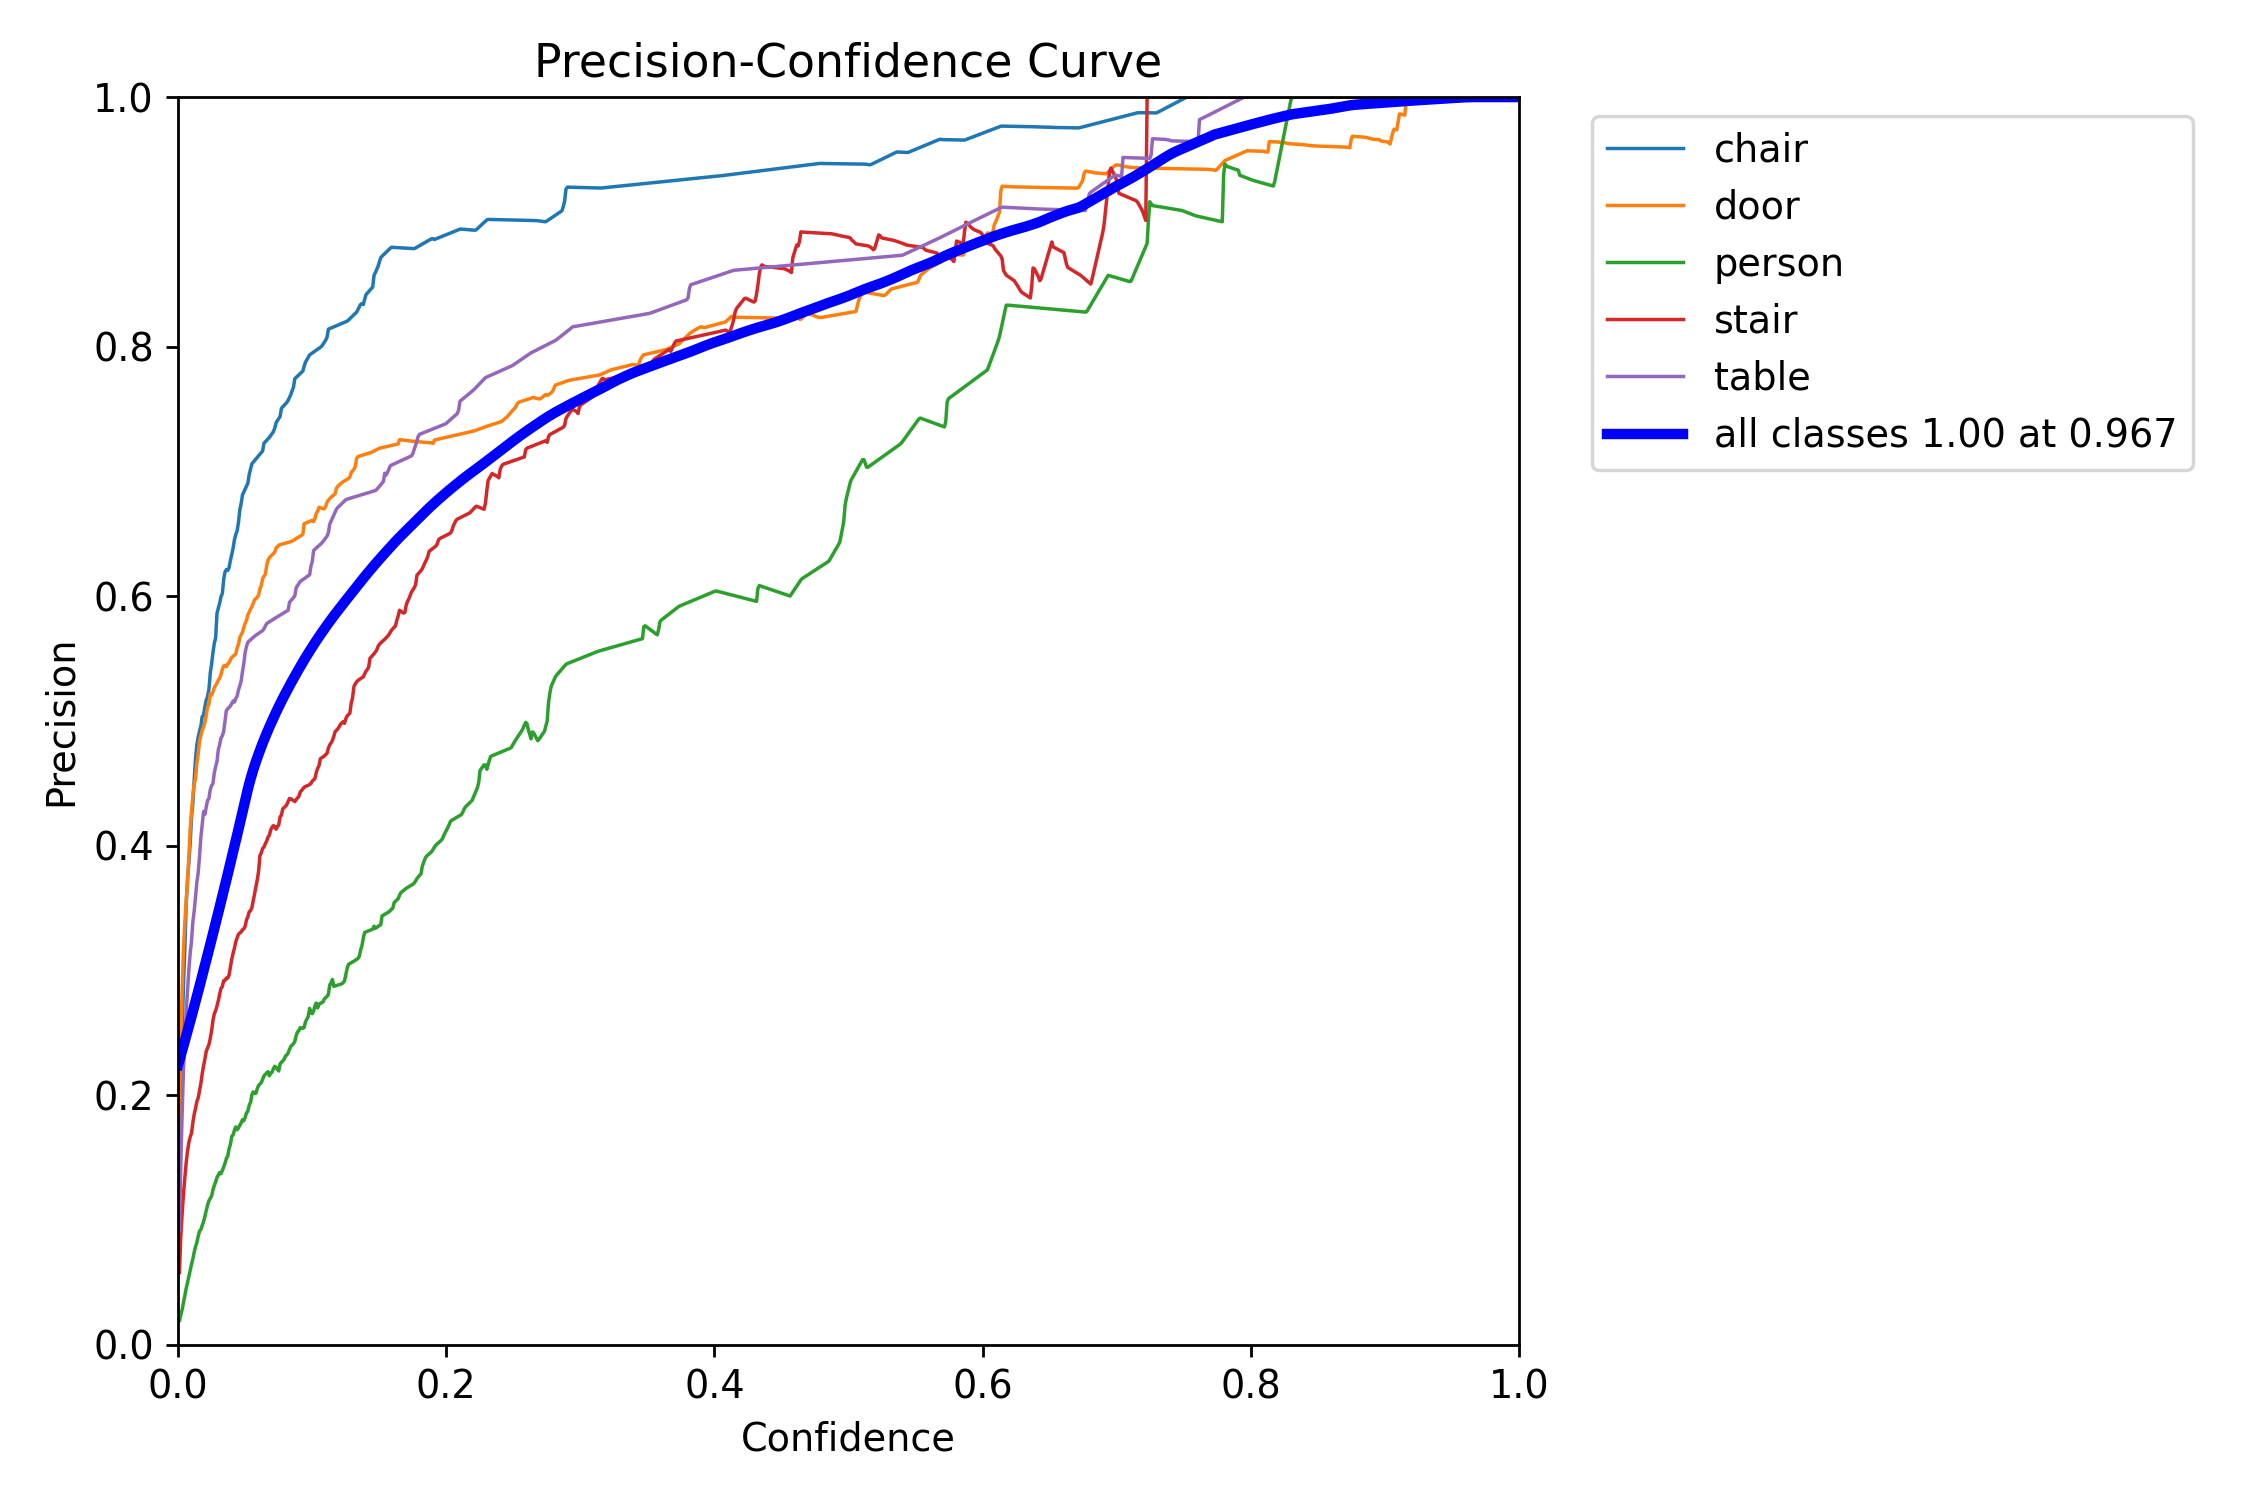 Precision-Confidence Curve
1.0
0.8
0.6
0.4
0.2
0.0
Precision
0.0 0.2 0.4 0.6 0.8 1.0
Confidence
chair
door
person
stair
table
all classes 1.00 at 0.967